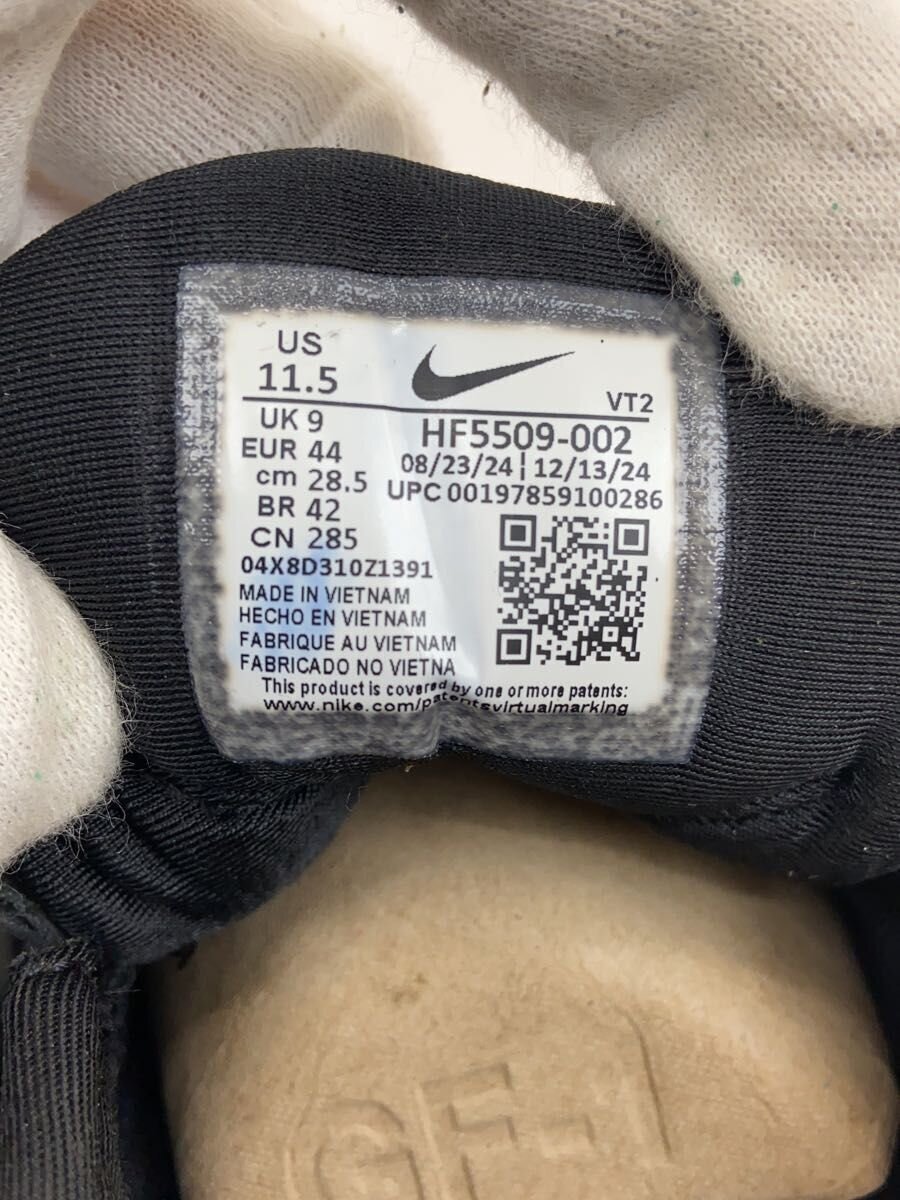 US
11.5
VT2
UK 9
HF5509-002
EUR 44
08/23/24 | 12/13/24
cm 28.5
UPC 00197859100286
BR 42
CN 285
04X8D310Z1391
MADE IN VIETNAM
HECHO EN VIETNAM
FABRIQUE AU VIETNAM
FABRICADO NO VIETNA
This product is covered by one or more patents:
www.nike.com/patentsvirtualmarking
GF-1